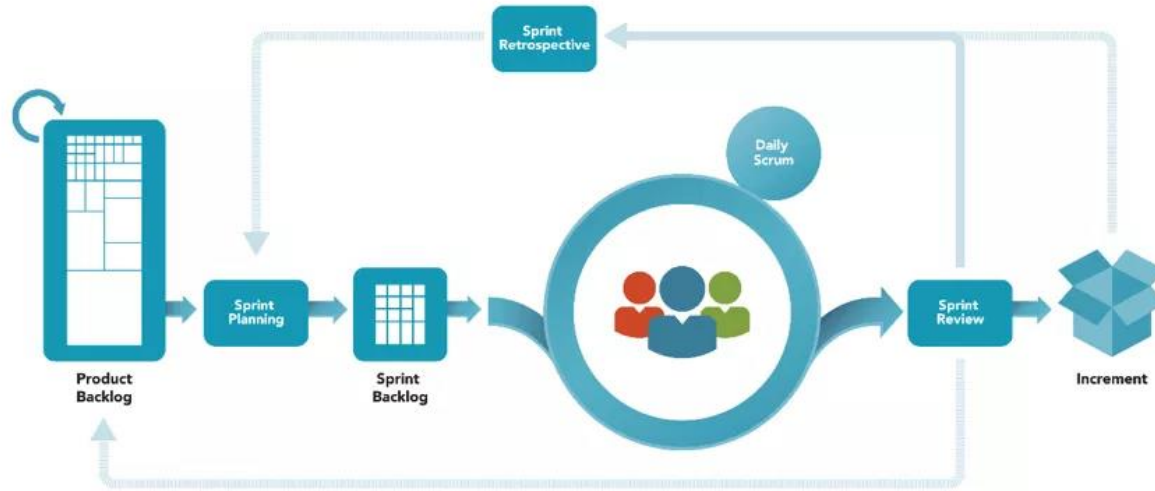 Sprint
Retrospective
Daily
Scrum
Sprint
Planning
Sprint
Review
Product
Backlog
Sprint
Backlog
Increment